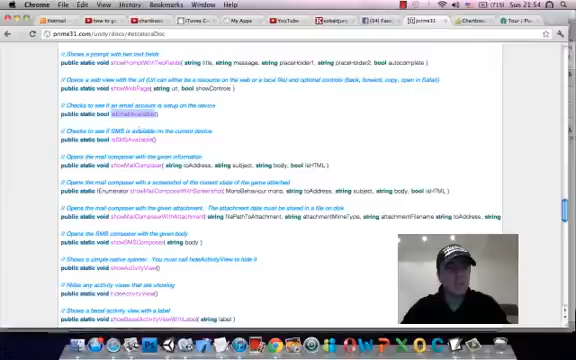 Chrome File Edit View History Bookmarks Window Help
Sun 21:54
YouTube
My Apps
prime31
prime31.com/unity/docs/#etceteraDoc
// Shows a prompt with two text fields
public static void showPromptWithTwoFields( string title, string message, string placeHolder1, string placeHolder2, bool autocomplete )
// Opens a web view with the url (Url can either be a resource on the web or a local file) and optional controls (back, forward, copy, open in Safari)
public static void showWebPage( string url, bool showControls )
// Checks to see if an email account is setup on the device
public static bool isEmailAvailable()
// Checks to see if SMS is available on the current device
public static bool isSMSAvailable()
// Opens the mail composer with the given information
public static void showMailComposer( string toAddress, string subject, string body, bool isHTML )
// Opens the mail composer with a screenshot of the current state of the game attached
public static IEnumerator showMailComposerWithScreenshot( MonoBehaviour mono, string toAddress, string subject, string body, bool isHTML )
// Opens the mail composer with the given attachment. The attachment data must be stored in a file on disk
public static void showMailComposerWithAttachment( string filePathToAttachment, string attachmentMimeType, string attachmentFilename string toAddress, string
// Opens the SMS composer with the given body
public static void showSMSComposer( string body )
// Shows a simple native spinner. You must call hideActivityView to hide it
public static void showActivityView()
// Hides any activity views that are showing
public static void hideActivityView()
// Shows a bezel activity view with a label
public static void showBezelActivityViewWithLabel( string label )